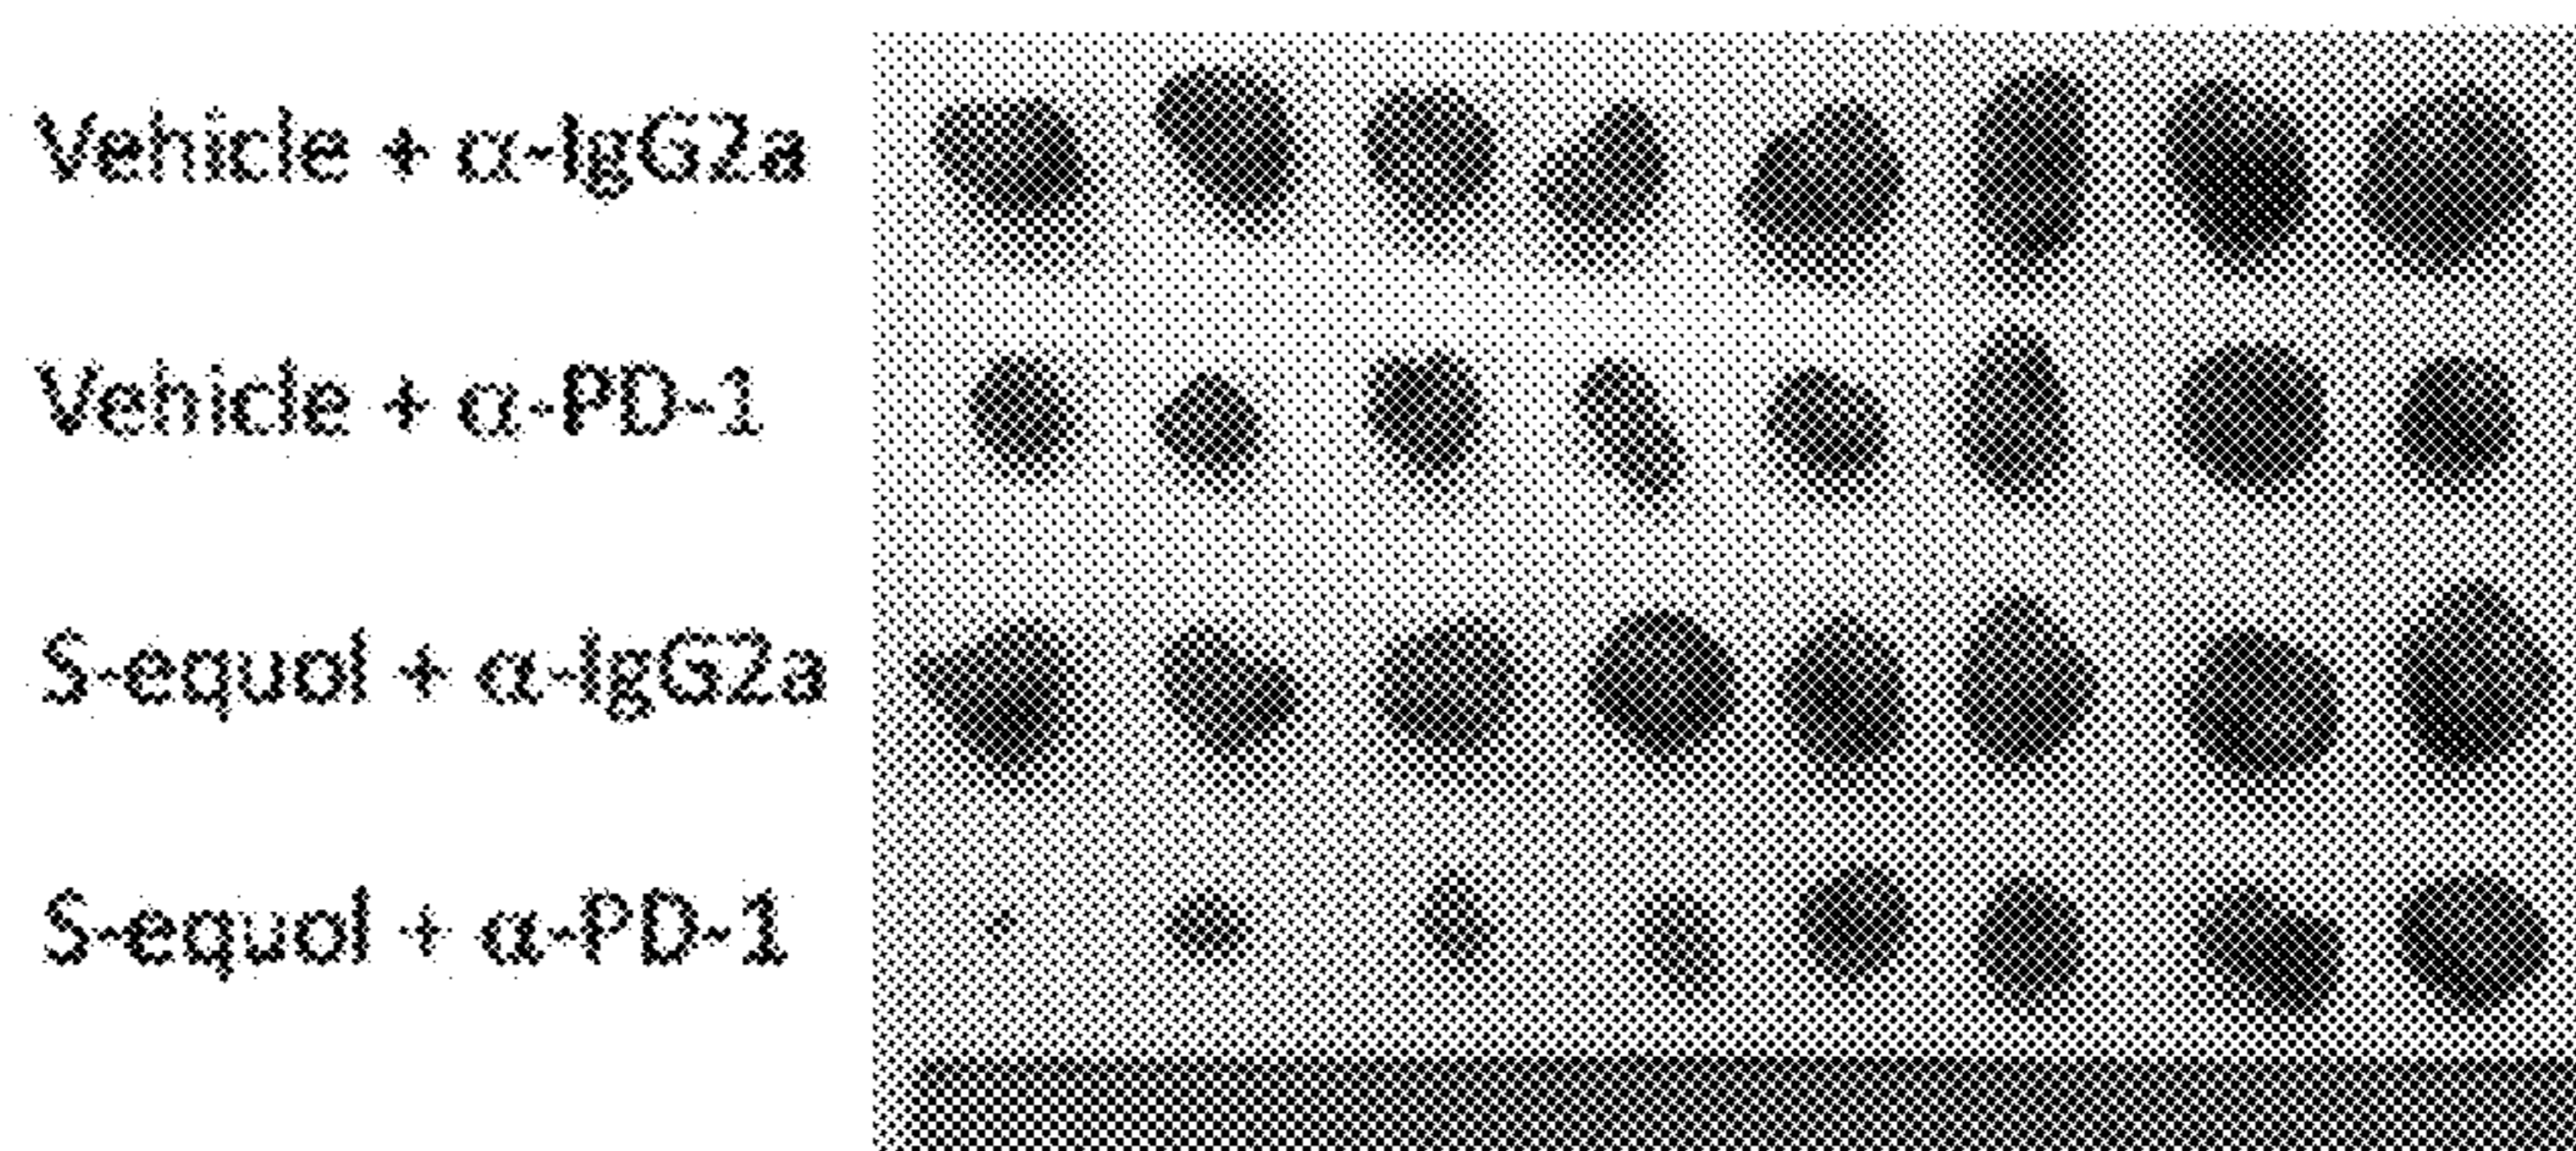 Vehicle + α-IgG2a
Vehicle + α-PD-1
S-equol + α-IgG2a
S-equol + α-PD-1